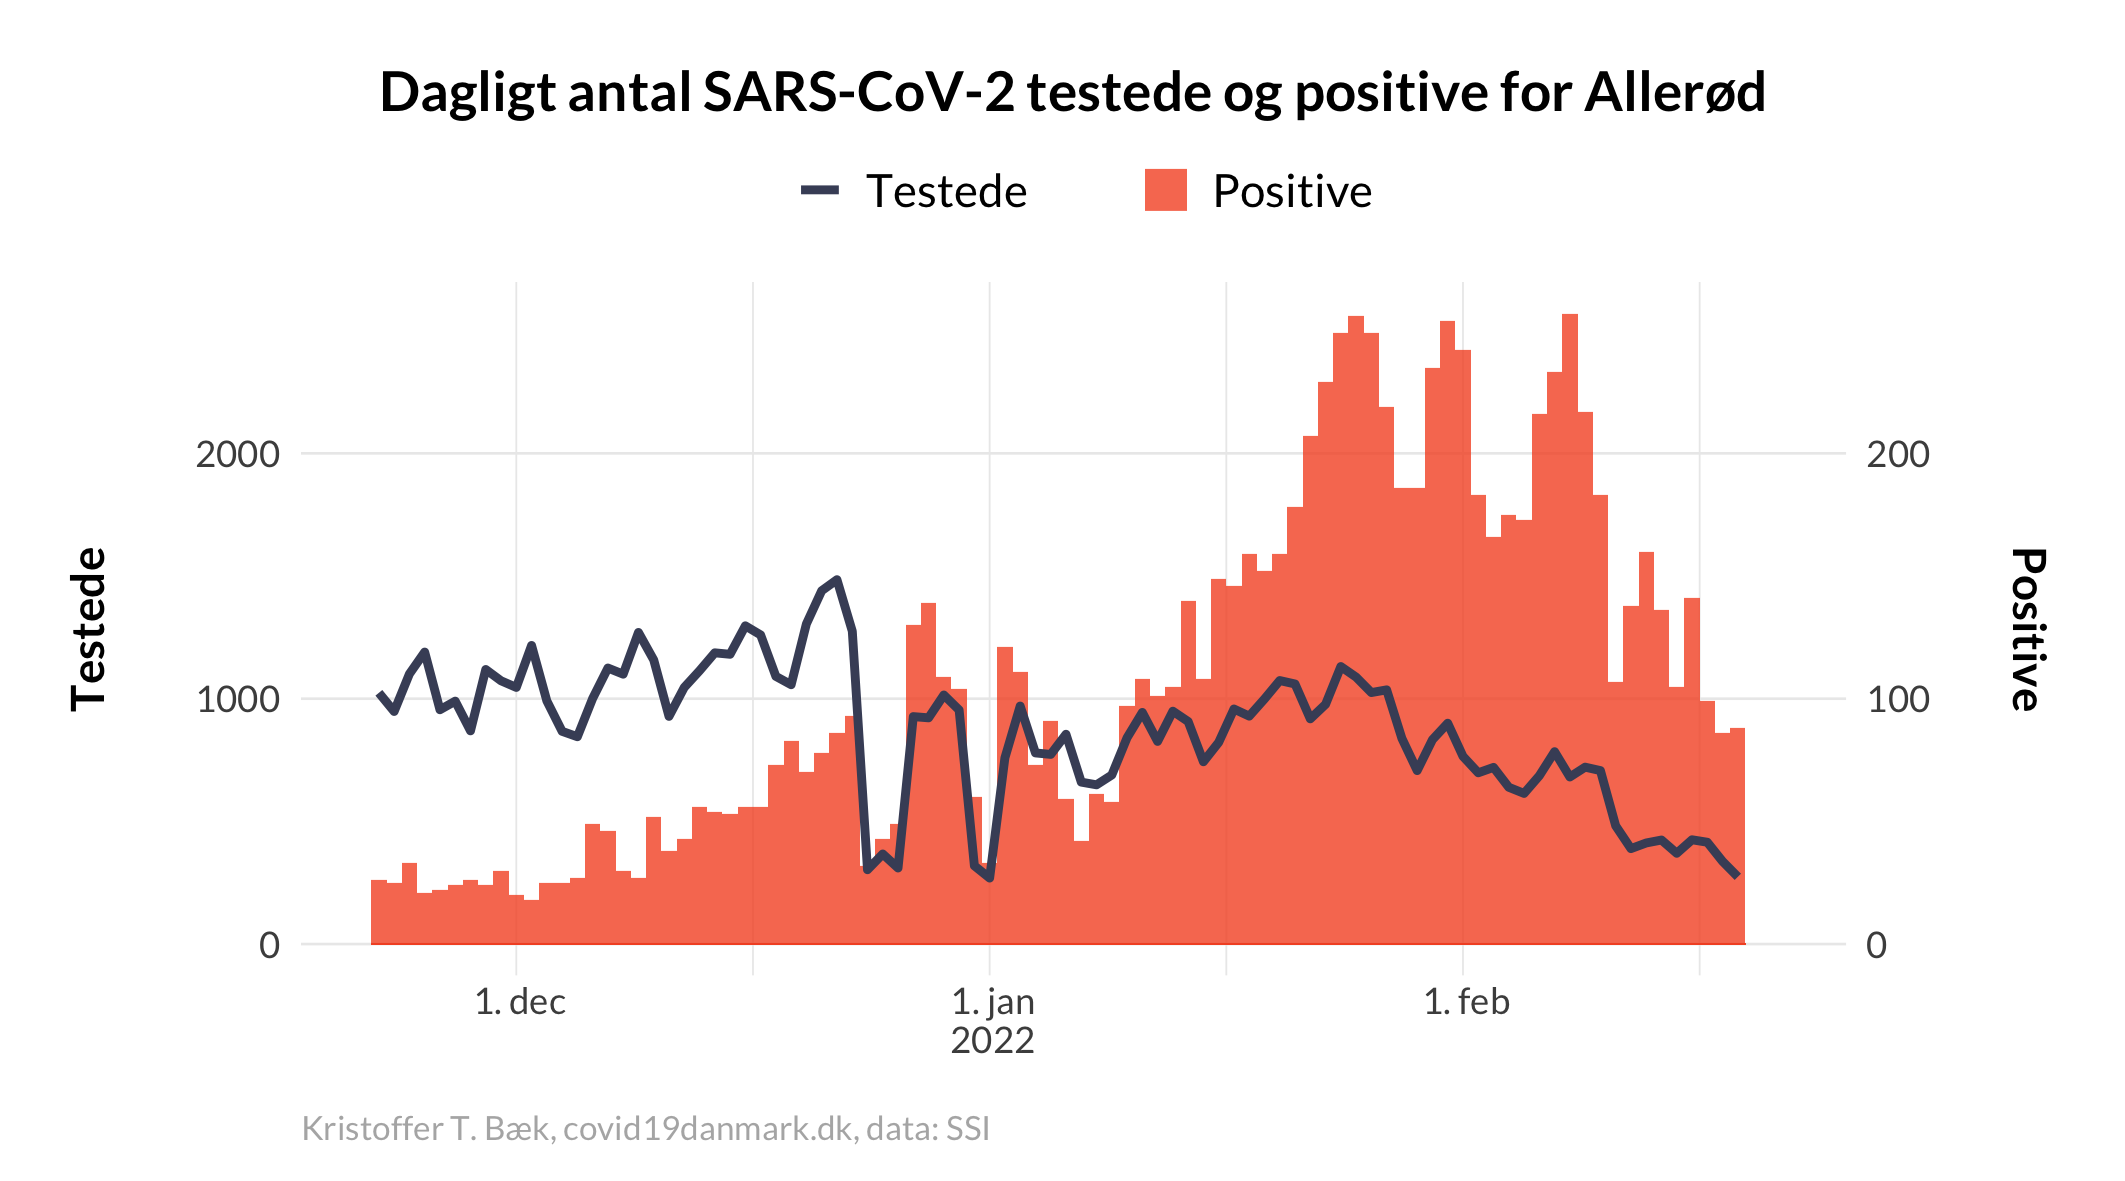 Dagligt antal SARS-CoV-2 testede og positive for Allerød
Testede
Positive
Testede
2000
1000
0
Positive
200
100
0
1. dec
1. jan
2022
1. feb
Kristoffer T. Bæk, covid19danmark.dk, data: SSI